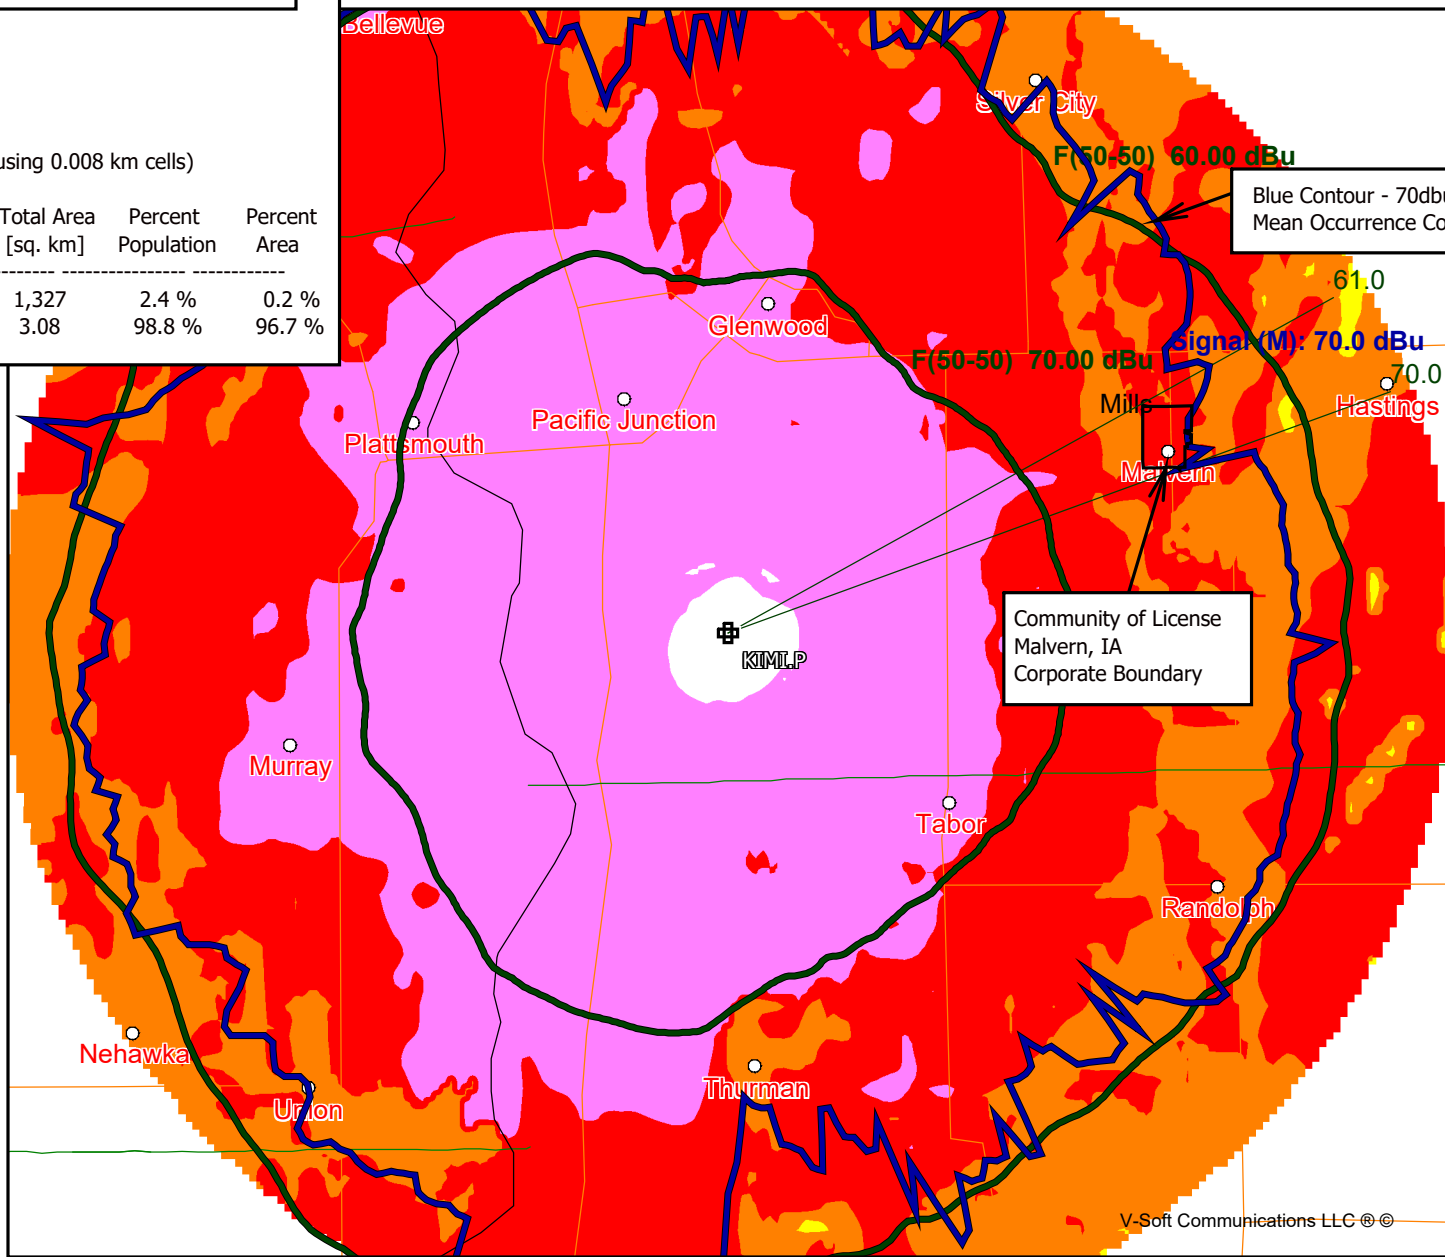 Bellevue
using 0.008 km cells)
Total Area Percent Percent
[sq. km] Population Area
-------- ---------------- ------------
1,327 2.4 % 0.2 %
3.08 98.8 % 96.7 %
Silver City
F(50-50) 60.00 dBu
Blue Contour - 70dbu
Mean Occurrence Co
61.0
Glenwood
Signal (M): 70.0 dBu
F(50-50) 70.00 dBu
70.0
Mills
Hastings
Pacific Junction
Plattsmouth
Malvern
Community of License
Malvern, IA
Corporate Boundary
KIMI.P
Murray
Tabor
Randolph
Nehawka
Thurman
Union
V-Soft Communications LLC ® ©